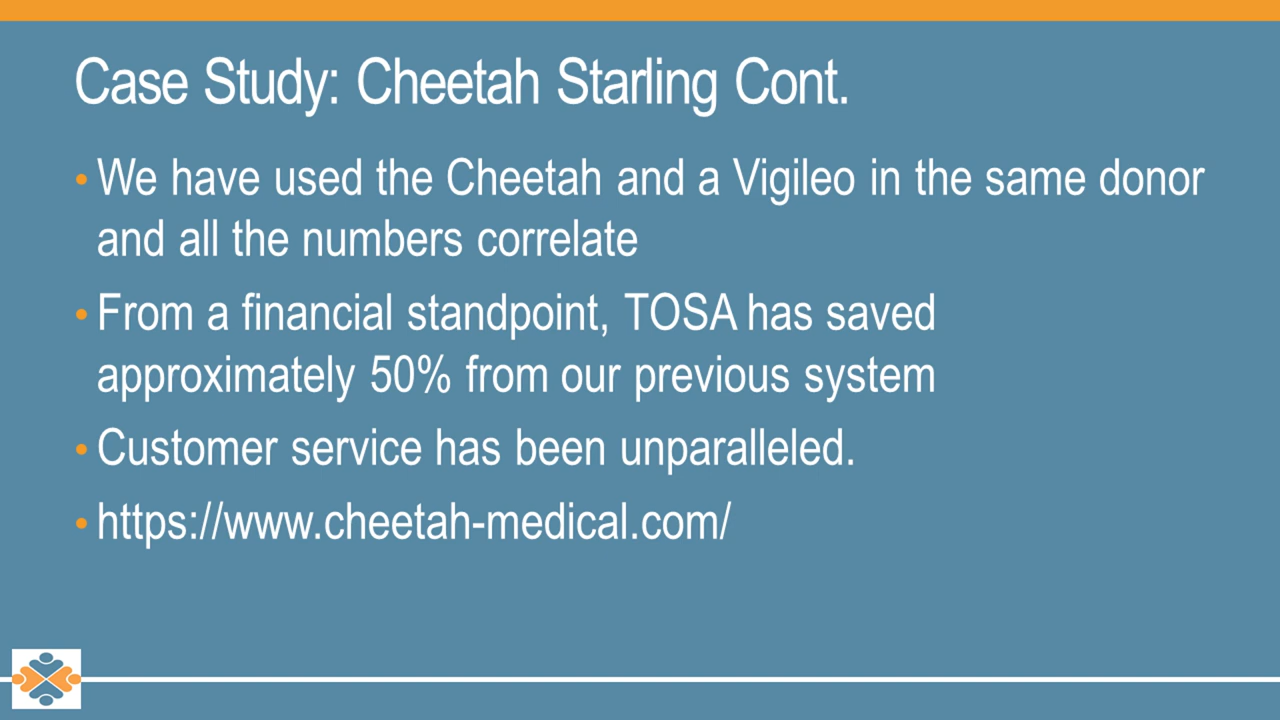 Case Study: Cheetah Starling Cont.
• We have used the Cheetah and a Vigileo in the same donor
and all the numbers correlate
• From a financial standpoint, TOSA has saved
approximately 50% from our previous system
• Customer service has been unparalleled.
• https://www.cheetah-medical.com/